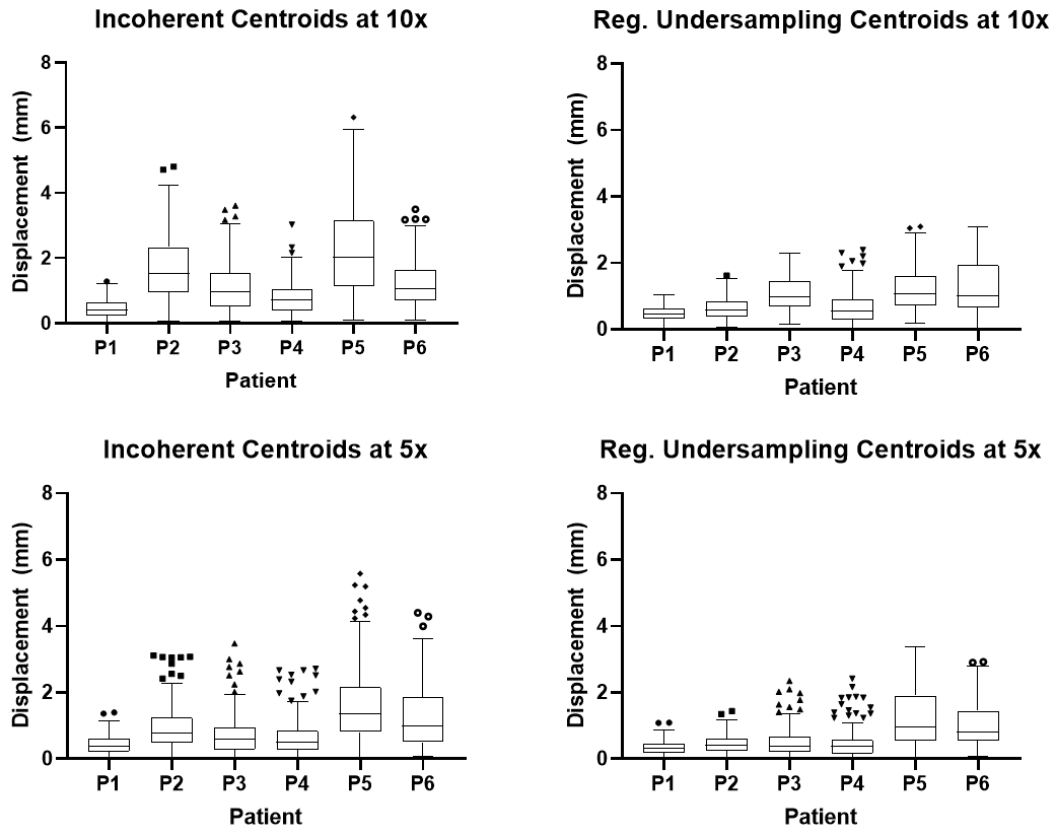 Incoherent Centroids at 10x
8
6
4
2
0
Displacement (mm)
P1 P2 P3 P4 P5 P6
Patient
Reg. Undersampling Centroids at 10x
8
6
4
2
0
Displacement (mm)
P1 P2 P3 P4 P5 P6
Patient
Incoherent Centroids at 5x
8
6
4
2
0
Displacement (mm)
P1 P2 P3 P4 P5 P6
Patient
Reg. Undersampling Centroids at 5x
8
6
4
2
0
Displacement (mm)
P1 P2 P3 P4 P5 P6
Patient